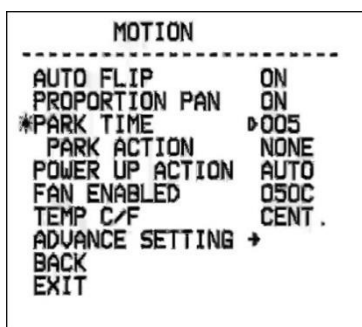 MOTION
AUTO FLIP ON
PROPORTION PAN ON
*PARK TIME ▷005
PARK ACTION NONE
POWER UP ACTION AUTO
FAN ENABLED 050C
TEMP C/F CENT.
ADVANCE SETTING →
BACK
EXIT